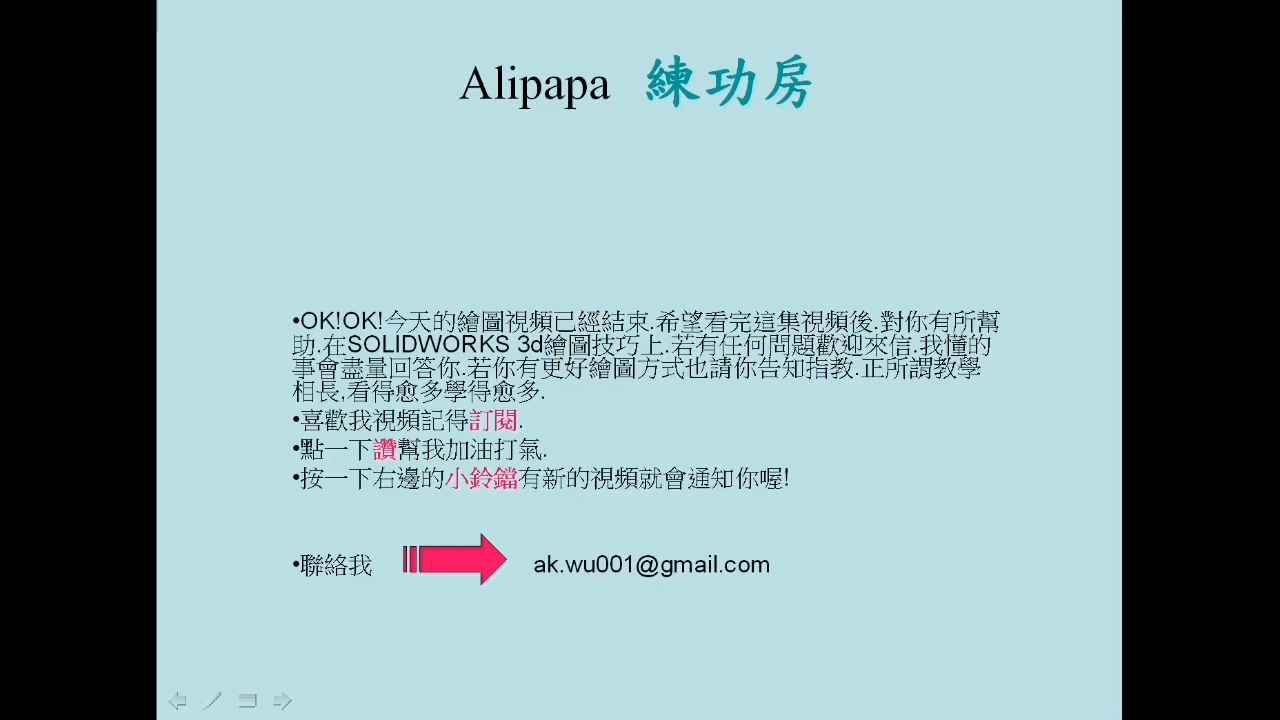 Alipapa 練功房
•OK!OK!今天的繪圖視頻已經結束.希望看完這集視頻後.對你有所幫
助.在SOLIDWORKS 3d繪圖技巧上.若有任何問題歡迎來信.我懂的
事會盡量回答你.若你有更好繪圖方式也請你告知指教.正所謂教學
相長,看得愈多學得愈多.
•喜歡我視頻記得訂閱.
•點一下讚幫我加油打氣.
•按一下右邊的小鈴鐺有新的視頻就會通知你喔!
•聯絡我 ak.wu001@gmail.com